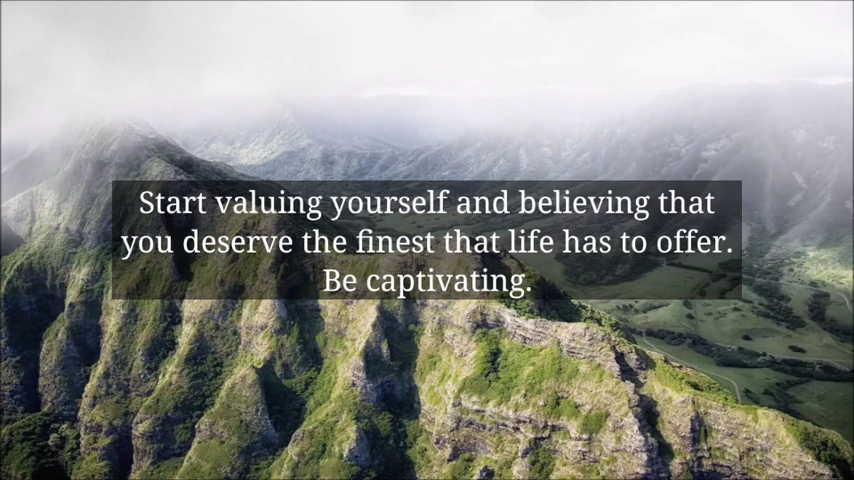 Start valuing yourself and believing that
you deserve the finest that life has to offer.
Be captivating.